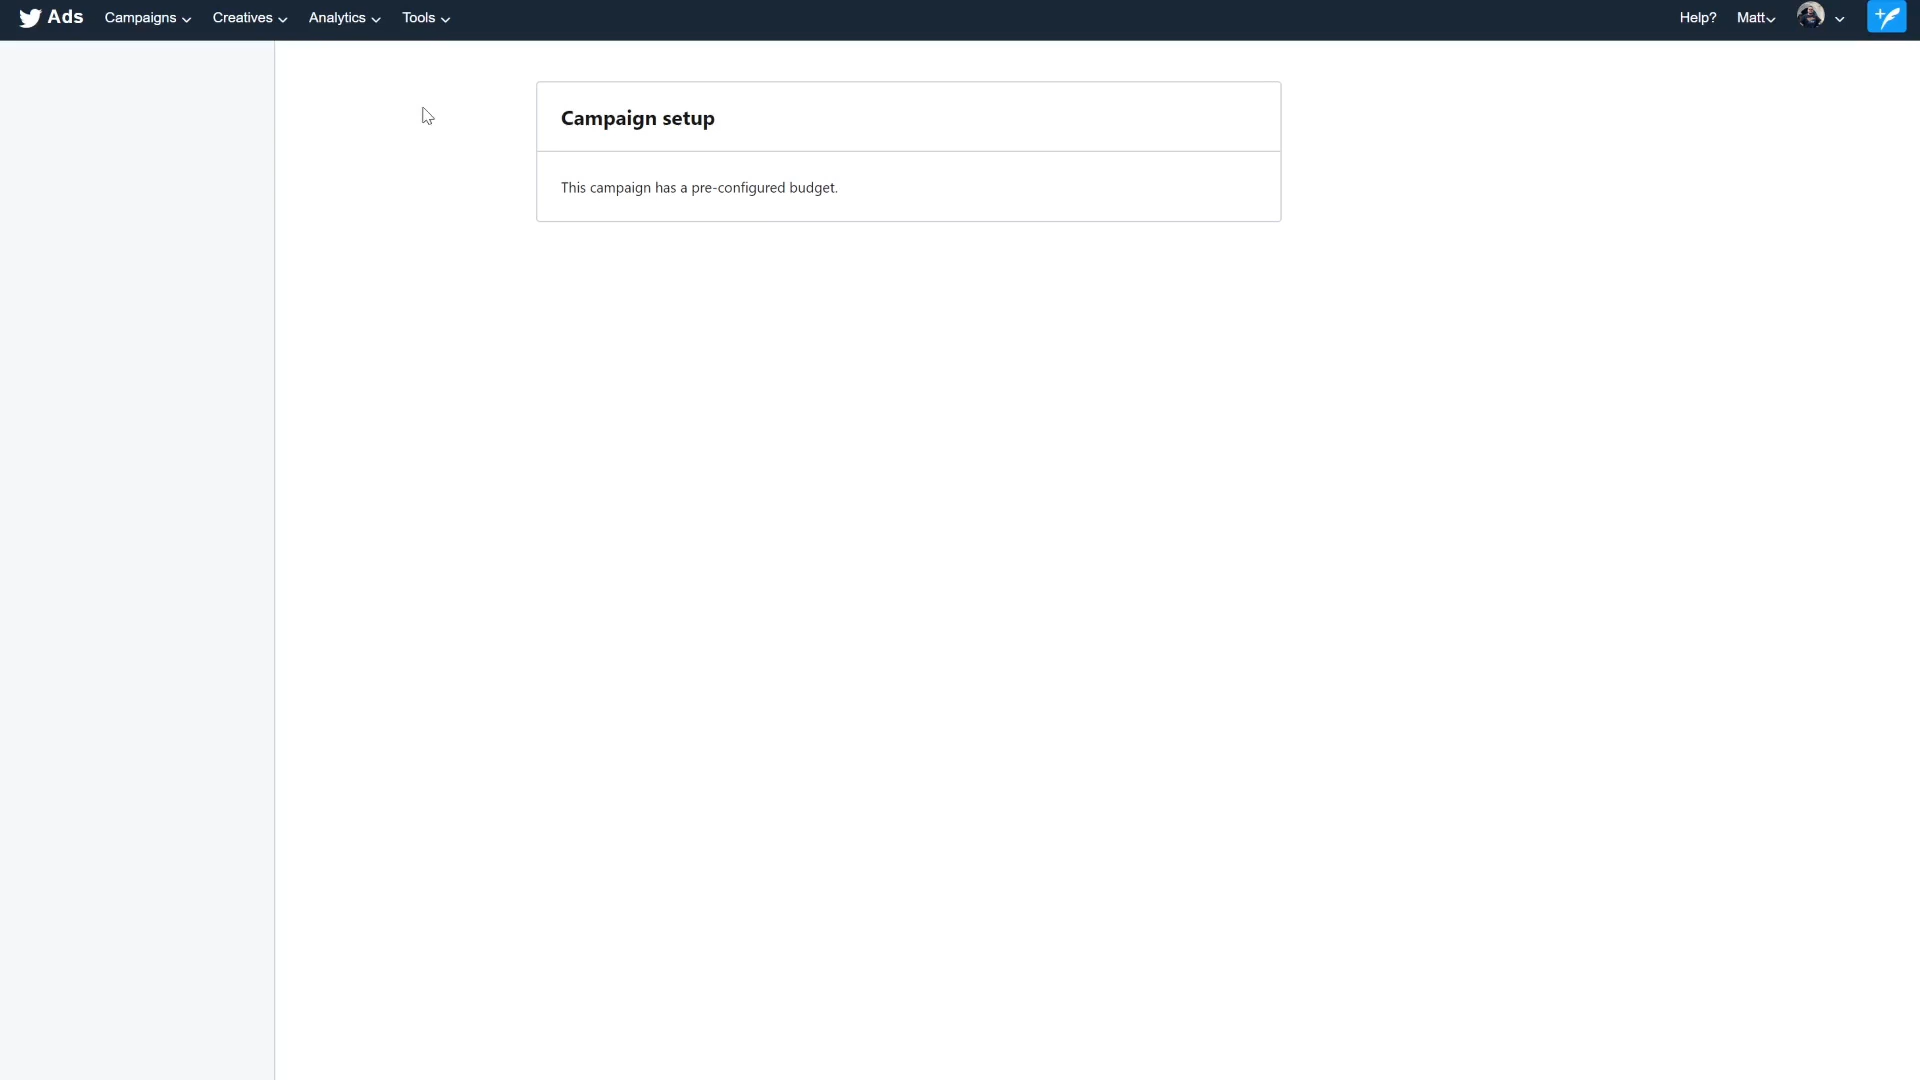 Ads Campaigns Creatives Analytics Tools Help? Matt
Campaign setup
This campaign has a pre-configured budget.